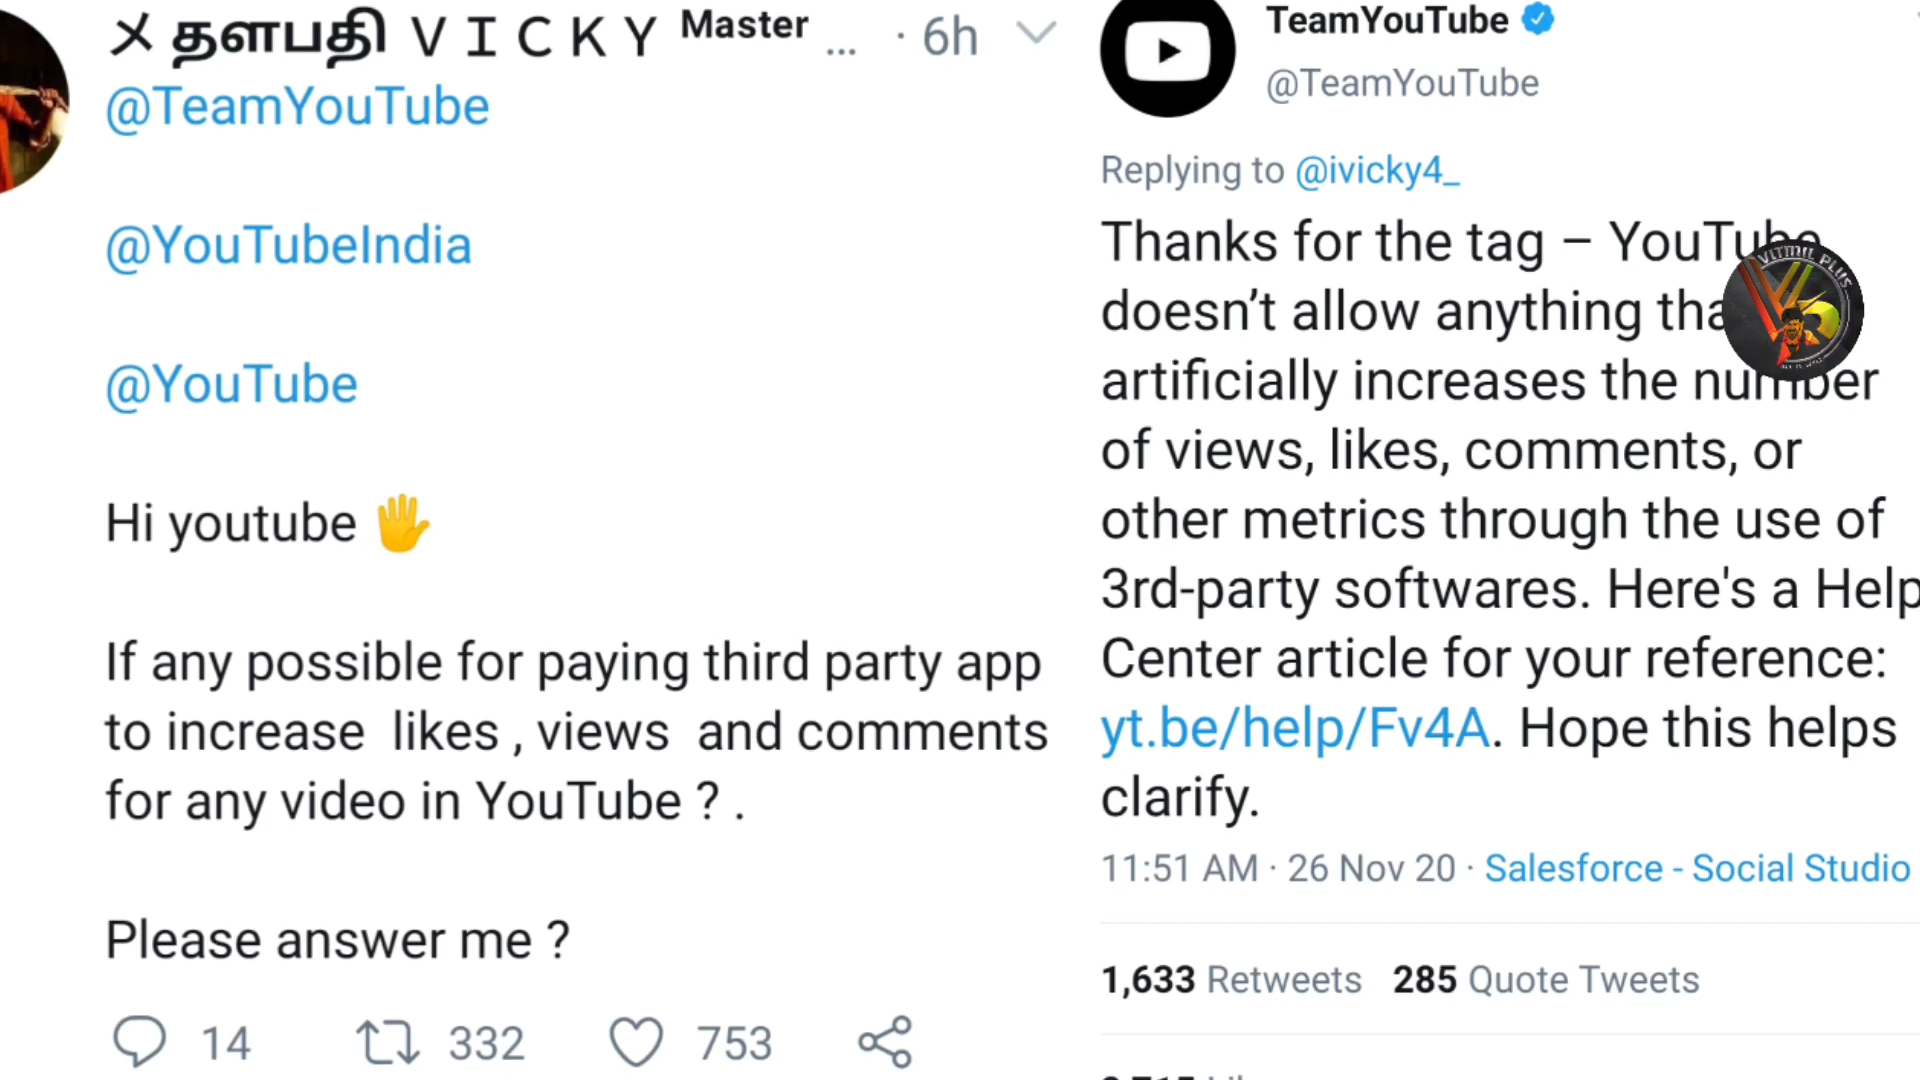 メ தளபதி V I C K Y Master ... · 6h
@TeamYouTube
@YouTubeIndia
@YouTube
Hi youtube 🖐
If any possible for paying third party app
to increase likes , views and comments
for any video in YouTube ? .
Please answer me ?
14 332 753
TeamYouTube
@TeamYouTube
Replying to @ivicky4_
Thanks for the tag – YouTube
doesn’t allow anything
artificially increases the number
of views, likes, comments, or
other metrics through the use of
3rd-party softwares. Here's a Help
Center article for your reference:
yt.be/help/Fv4A. Hope this helps
clarify.
11:51 AM · 26 Nov 20 · Salesforce - Social Studio
1,633 Retweets 285 Quote Tweets
VITMIL PLUS